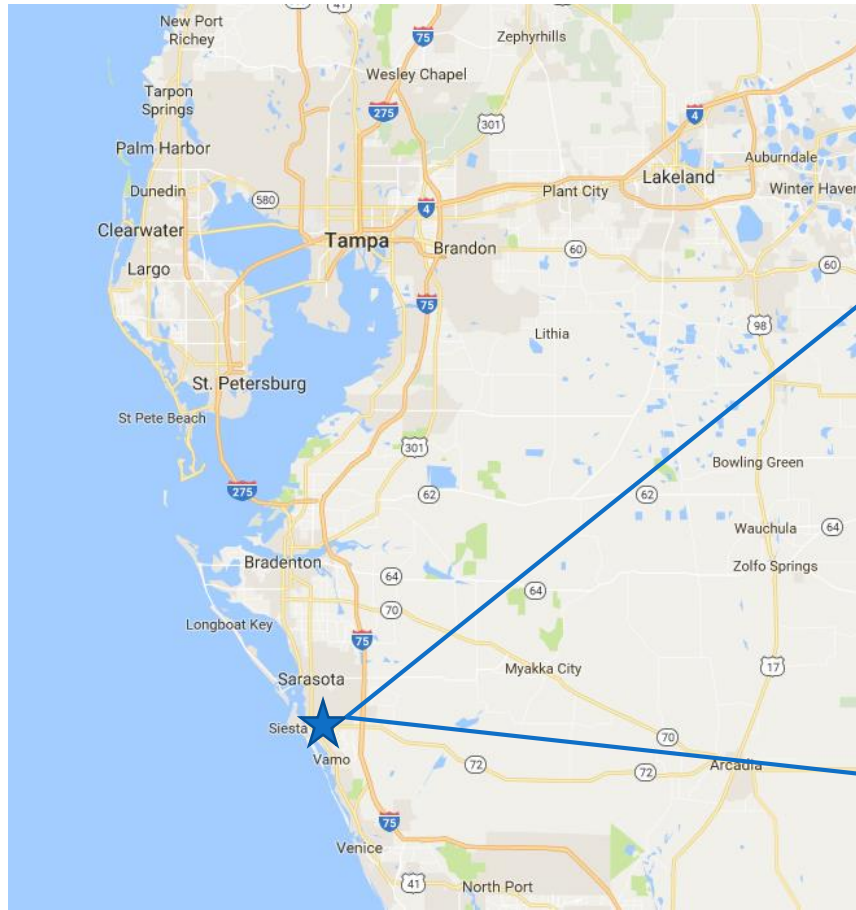 41
New Port
Richey
75
Zephyrhills
Wesley Chapel
Tarpon
Springs
275
301
4
Palm Harbor
Auburndale
Lakeland
Dunedin
580
Plant City
Winter Haven
4
Clearwater
Tampa
Brandon
60
Largo
60
75
98
Lithia
St. Petersburg
St Pete Beach
301
Bowling Green
275
62
62
Wauchula
64
Bradenton
Zolfo Springs
64
64
70
Longboat Key
75
Myakka City
17
Sarasota
Siesta
70
Vamo
72
72
Arcadia
75
Venice
41
North Port